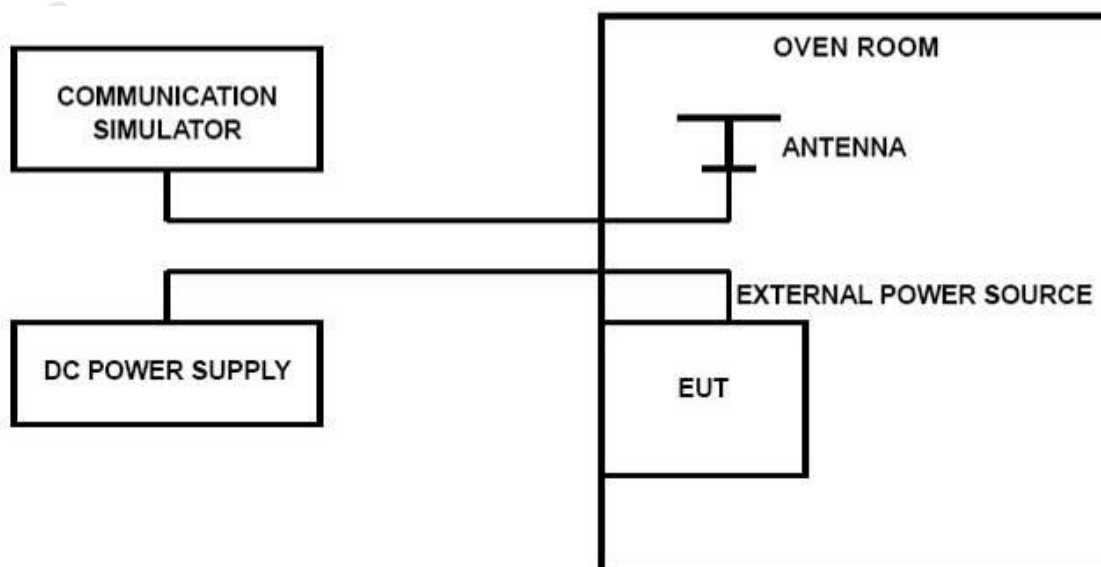 OVEN ROOM
COMMUNICATION
SIMULATOR
ANTENNA
EXTERNAL POWER SOURCE
DC POWER SUPPLY
EUT